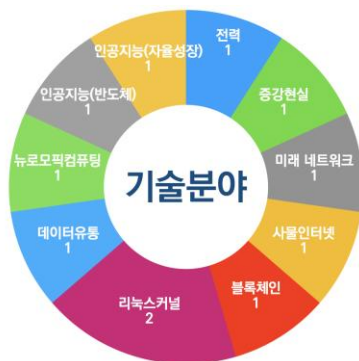 전력
1
증강현실
1
미래 네트워크
1
사물인터넷
1
블록체인
1
리눅스커널
2
데이터유통
1
뉴로모픽컴퓨팅
1
인공지능(반도체)
1
인공지능(자율성장)
1
기술분야